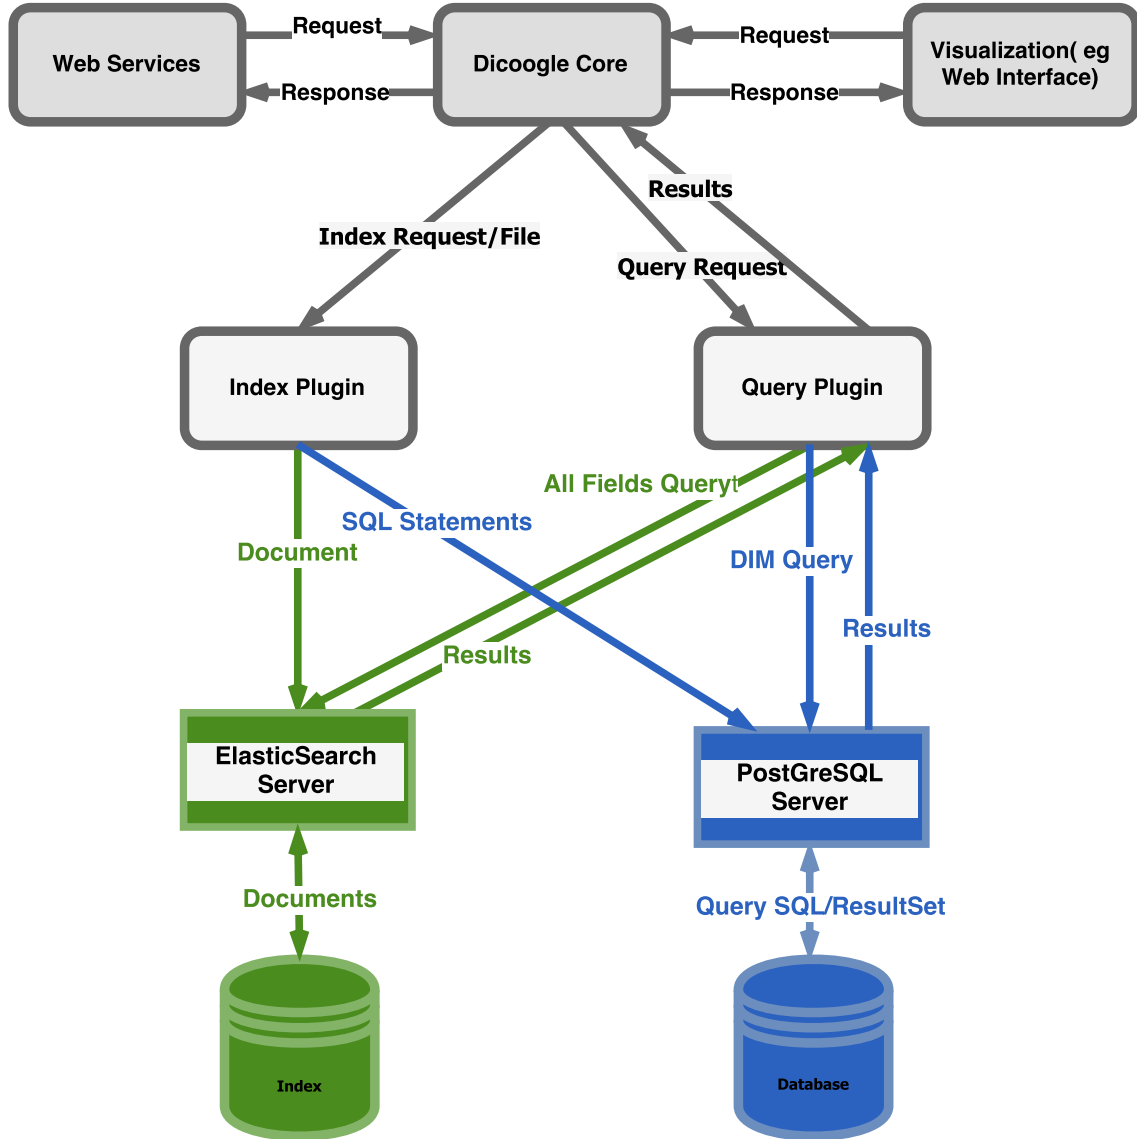 Request
Web Services
Response
Dicoogle Core
Request
Response
Visualization( eg
Web Interface)
Results
Index Request/File
Query Request
Index Plugin
Query Plugin
All Fields Queryt
SQL Statements
Document
DIM Query
Results
Results
ElasticSearch
Server
PostGreSQL
Server
Documents
Query SQL/ResultSet
Index
Database